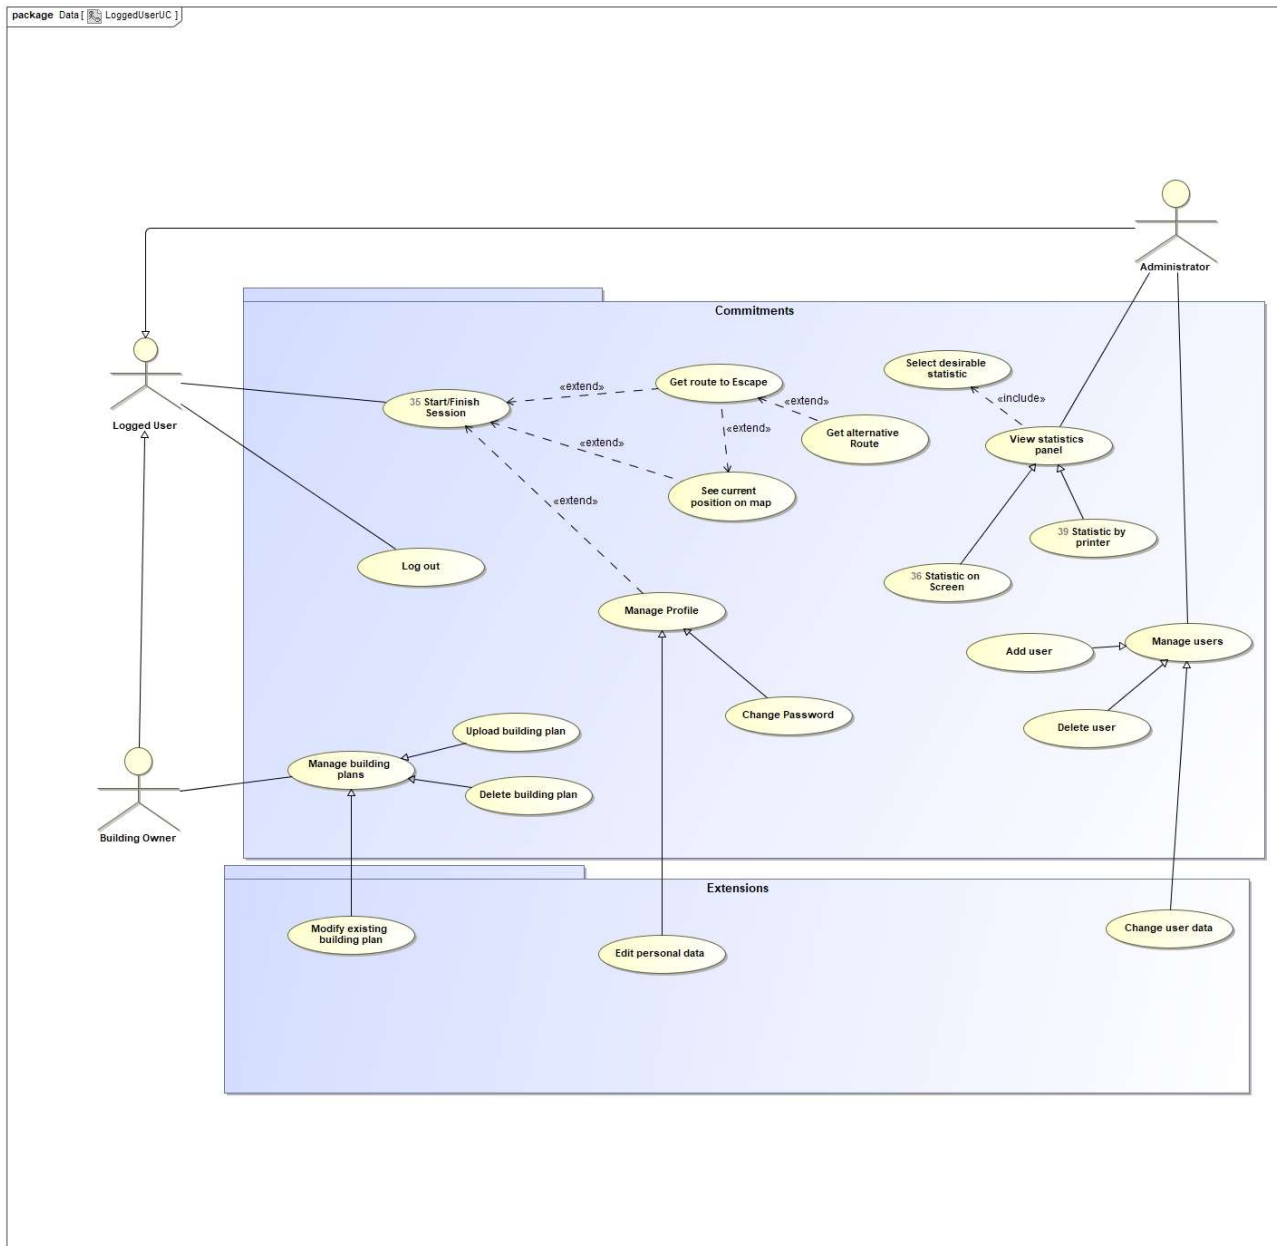 package Data [ LoggedUserUC ]
Administrator
Commitments
Logged User
35 Start/Finish
Session
«extend»
Get route to Escape
«extend»
Get alternative
Route
«extend»
«extend»
See current
position on map
«extend»
Select desirable
statistic
«include»
View statistics
panel
39 Statistic by
printer
36 Statistic on
Screen
Log out
Manage Profile
Change Password
Add user
Manage users
Delete user
Upload building plan
Manage building
plans
Delete building plan
Building Owner
Extensions
Modify existing
building plan
Edit personal data
Change user data